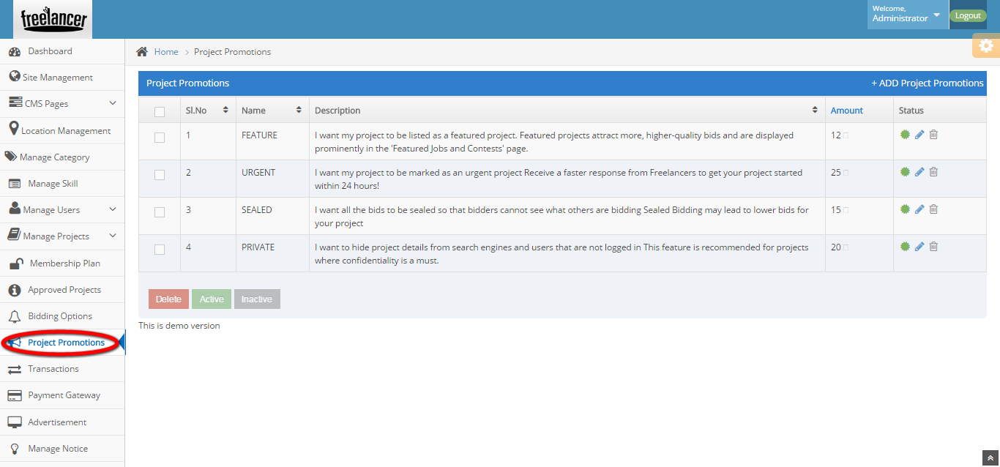 freelancer
Welcome,
Administrator
Logout
Dashboard
Site Management
CMS Pages
Location Management
Manage Category
Manage Skill
Manage Users
Manage Projects
Membership Plan
Approved Projects
Bidding Options
Project Promotions
Transactions
Payment Gateway
Advertisement
Manage Notice
Home > Project Promotions
Project Promotions + ADD Project Promotions
Sl.No Name Description Amount Status
1 FEATURE I want my project to be listed as a featured project. Featured projects attract more, higher-quality bids and are displayed 12
prominently in the 'Featured Jobs and Contests' page.
2 URGENT I want my project to be marked as an urgent project Receive a faster response from Freelancers to get your project started 25
within 24 hours!
3 SEALED I want all the bids to be sealed so that bidders cannot see what others are bidding Sealed Bidding may lead to lower bids for 15
your project
4 PRIVATE I want to hide project details from search engines and users that are not logged in This feature is recommended for projects 20
where confidentiality is a must.
Delete Active Inactive
This is demo version